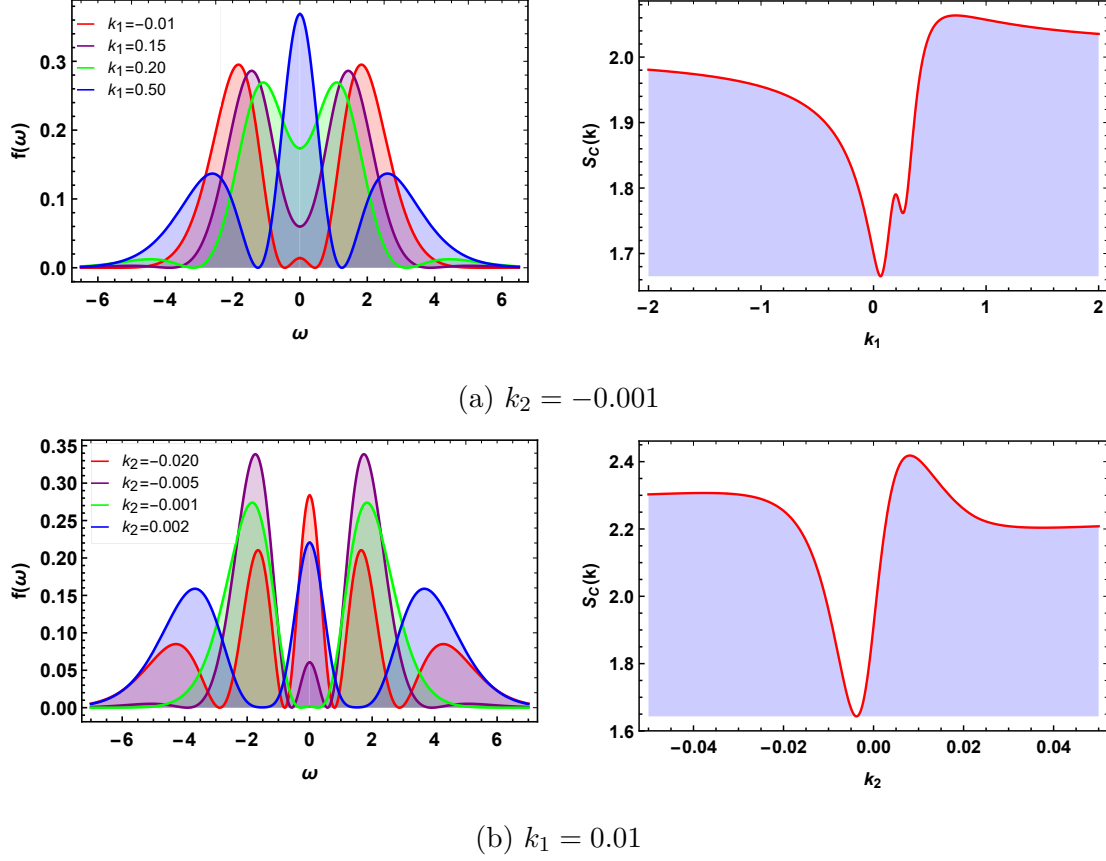 k₁=-0.01
k₁=0.15
k₁=0.20
k₁=0.50
f(ω)
0.3
0.2
0.1
0.0
−6 −4 −2 0 2 4 6
ω
S_C(k)
2.0
1.9
1.8
1.7
−2 −1 0 1 2
k₁
(a) k₂ = −0.001
k₂=-0.020
k₂=-0.005
k₂=-0.001
k₂=0.002
f(ω)
0.35
0.30
0.25
0.20
0.15
0.10
0.05
0.00
−6 −4 −2 0 2 4 6
ω
S_C(k)
2.4
2.2
2.0
1.8
1.6
−0.04 −0.02 0.00 0.02 0.04
k₂
(b) k₁ = 0.01